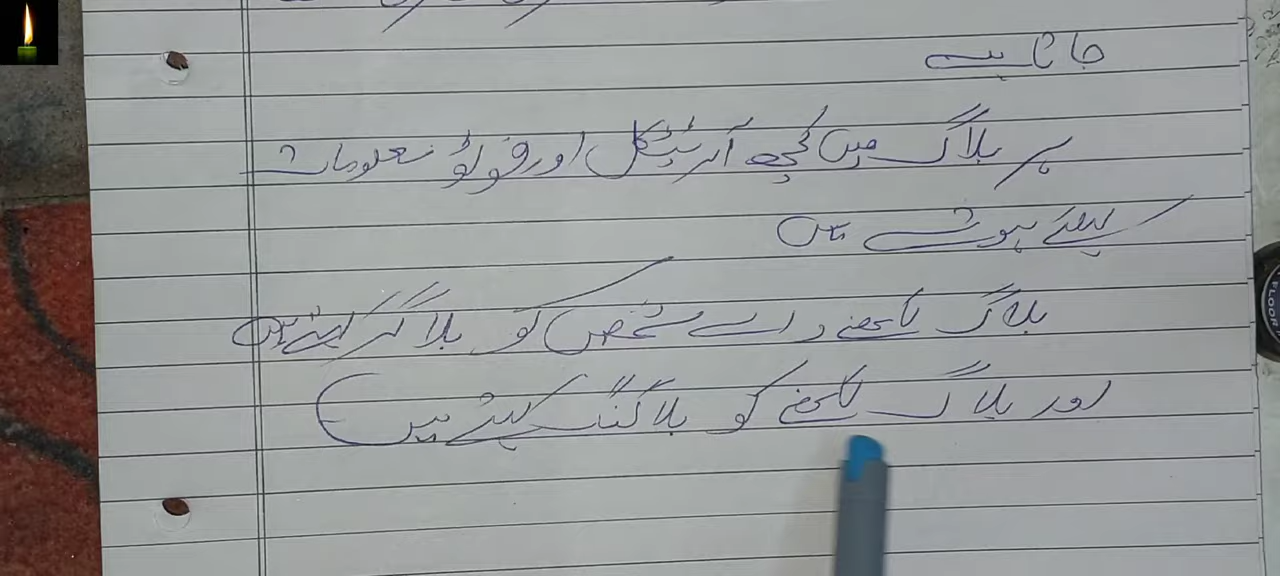 جاتا ہے
ہر بلاگ میں کچھ آرٹیکل اور فوٹو معلومات
کیلئے ہوتے ہیں
بلاگ لکھنے والے شخص کو بلاگر کہتے ہیں
اور بلاگ لکھنے کو بلاگنگ کہتے ہیں